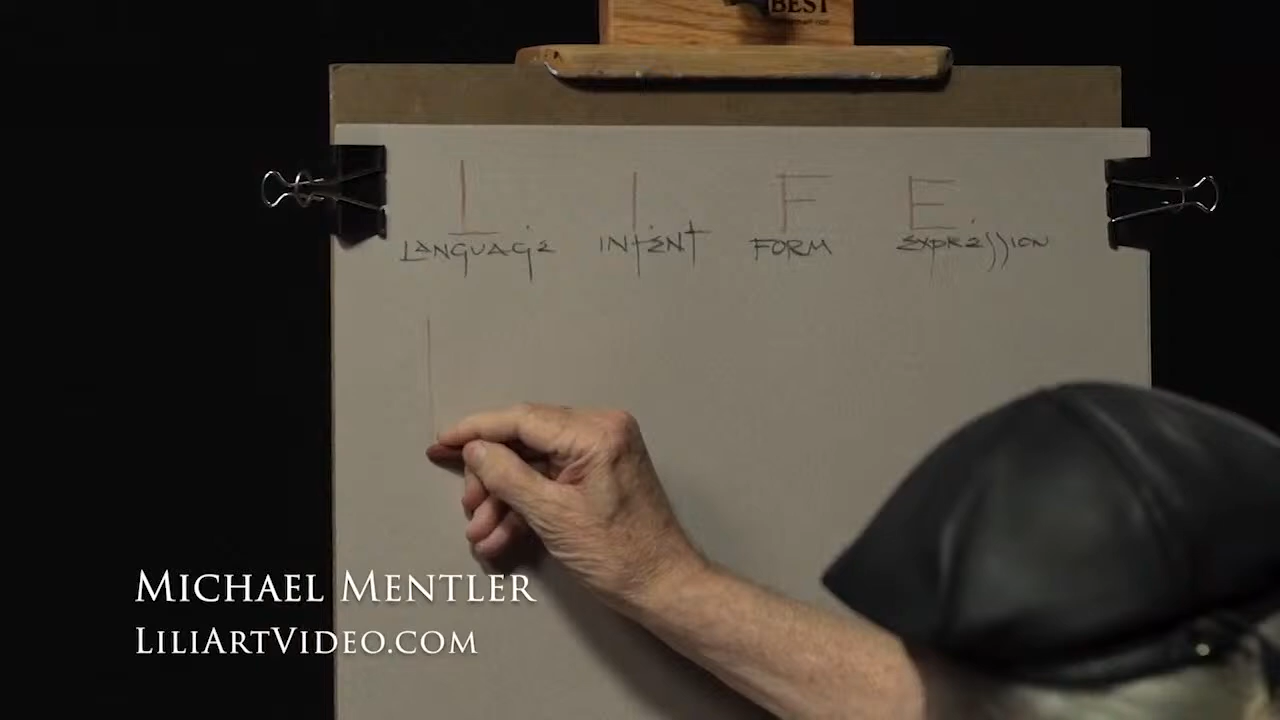 BEST
L I F E
LANGUAGE INTENT FORM EXPRESSION
MICHAEL MENTLER
LILIARTVIDEO.COM